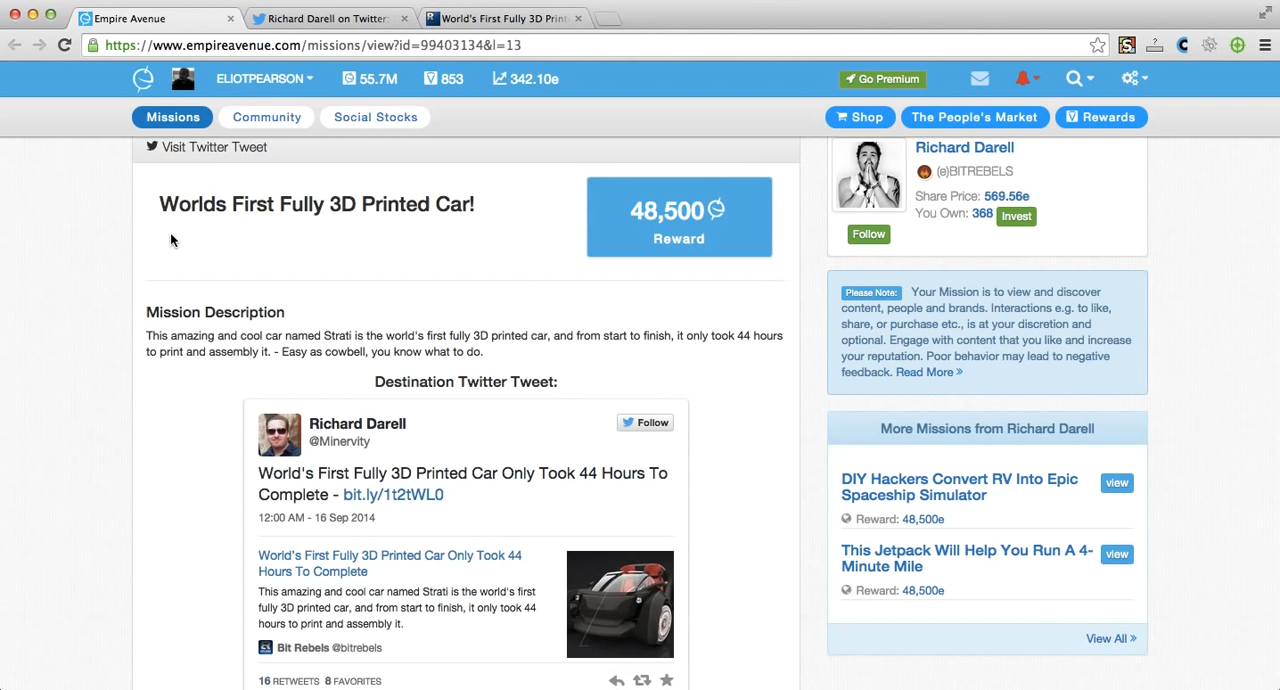 Empire Avenue
Richard Darell on Twitter:
World's First Fully 3D Print
https://www.empireavenue.com/missions/view?id=99403134&l=13
ELIOTPEARSON
55.7M
853
342.10e
Go Premium
Missions
Community
Social Stocks
Shop
The People's Market
Rewards
Visit Twitter Tweet
Worlds First Fully 3D Printed Car!
48,500
Reward
Mission Description
This amazing and cool car named Strati is the world's first fully 3D printed car, and from start to finish, it only took 44 hours
to print and assembly it. - Easy as cowbell, you know what to do.
Destination Twitter Tweet:
Richard Darell
@Minervity
Follow
World's First Fully 3D Printed Car Only Took 44 Hours To
Complete - bit.ly/1t2tWL0
12:00 AM - 16 Sep 2014
World's First Fully 3D Printed Car Only Took 44
Hours To Complete
This amazing and cool car named Strati is the world's first
fully 3D printed car, and from start to finish, it only took 44
hours to print and assembly it.
Bit Rebels @bitrebels
16 RETWEETS 8 FAVORITES
Richard Darell
(e)BITREBELS
Share Price: 569.56e
You Own: 368 Invest
Follow
Please Note: Your Mission is to view and discover
content, people and brands. Interactions e.g. to like,
share, or purchase etc., is at your discretion and
optional. Engage with content that you like and increase
your reputation. Poor behavior may lead to negative
feedback. Read More »
More Missions from Richard Darell
DIY Hackers Convert RV Into Epic
Spaceship Simulator
view
Reward: 48,500e
This Jetpack Will Help You Run A 4-
Minute Mile
view
Reward: 48,500e
View All »